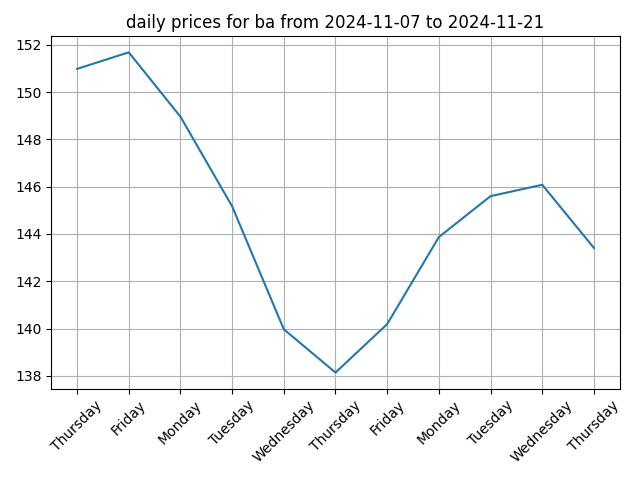 daily prices for ba from 2024-11-07 to 2024-11-21
152
150
148
146
144
142
140
138
Thursday
Friday
Monday
Tuesday
Wednesday
Thursday
Friday
Monday
Tuesday
Wednesday
Thursday